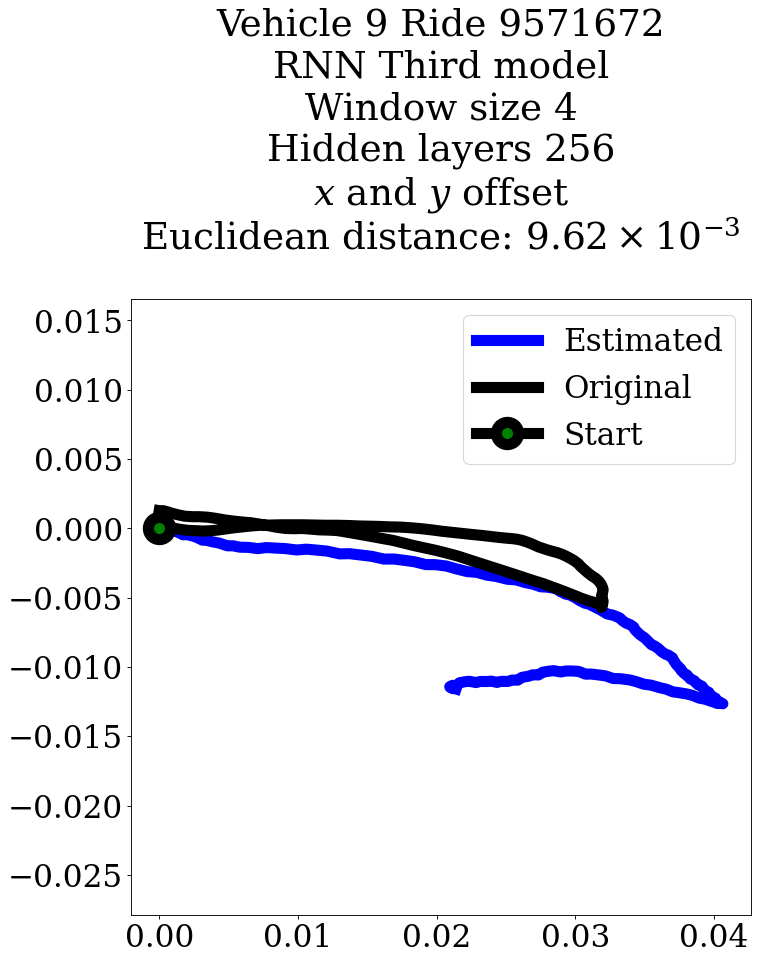 Vehicle 9 Ride 9571672
RNN Third model
Window size 4
Hidden layers 256
x and y offset
Euclidean distance: 9.62 × 10⁻³
Estimated
Original
Start
0.015
0.010
0.005
0.000
−0.005
−0.010
−0.015
−0.020
−0.025
0.00 0.01 0.02 0.03 0.04